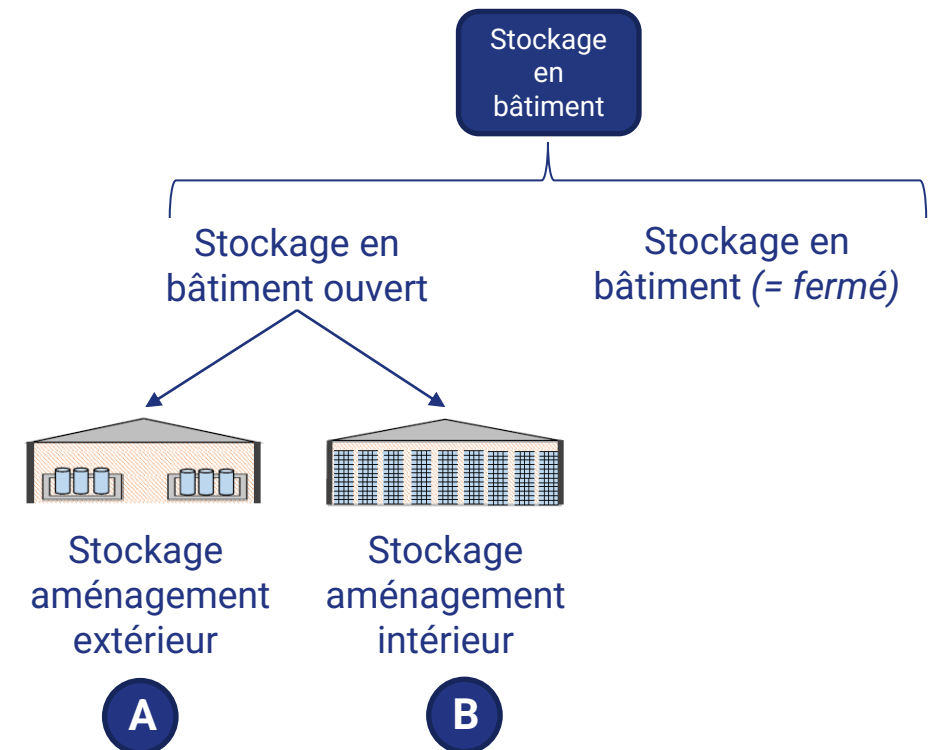 Stockage
en
bâtiment
Stockage en
bâtiment ouvert
Stockage en
bâtiment (= fermé)
Stockage
aménagement
extérieur
Stockage
aménagement
intérieur
A
B